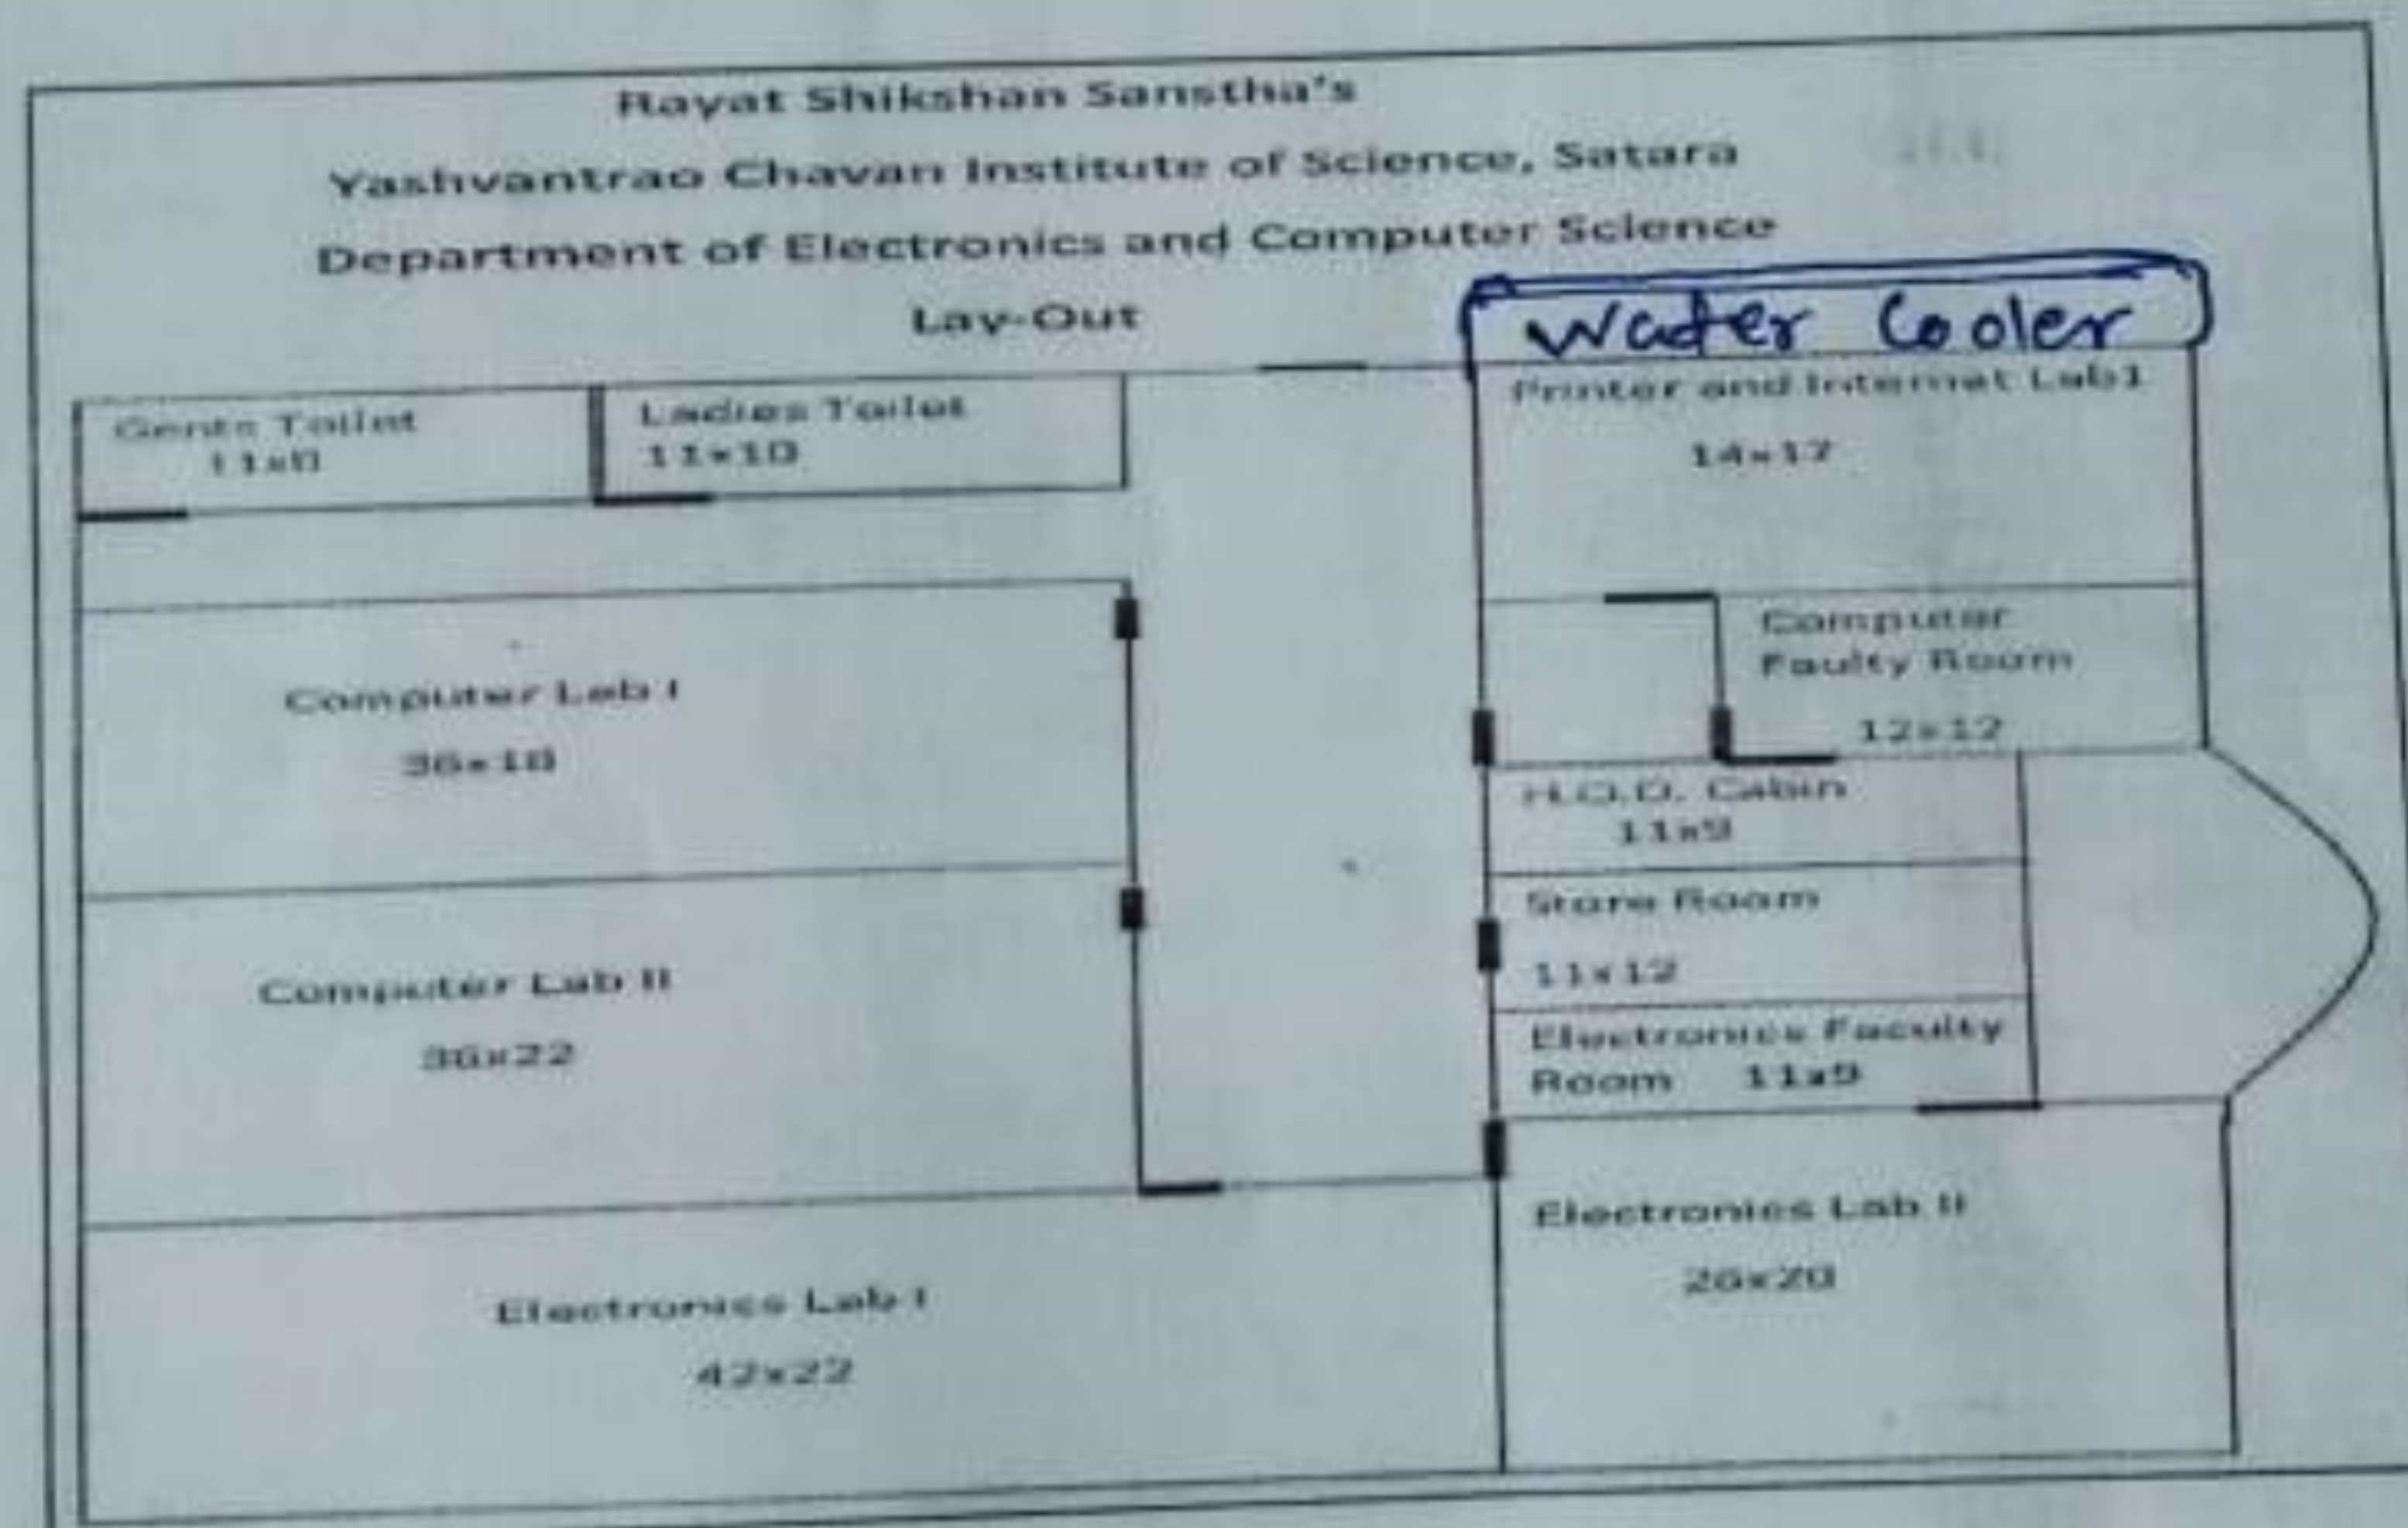 Rayat Shikshan Sanstha's
Yashvantrao Chavan Institute of Science, Satara
Department of Electronics and Computer Science
Lay-Out
Water Cooler
Gents Toilet
Ladies Toilet
11x10
Printer and Internet Lab1
14x17
Computer Lab I
36x18
Computer
Faulty Room
12x12
H.O.D. Cabin
11x9
Store Room
11x12
Electronics Faculty
Room 11x9
Computer Lab II
36x22
Electronics Lab II
26x20
Electronics Lab I
42x22